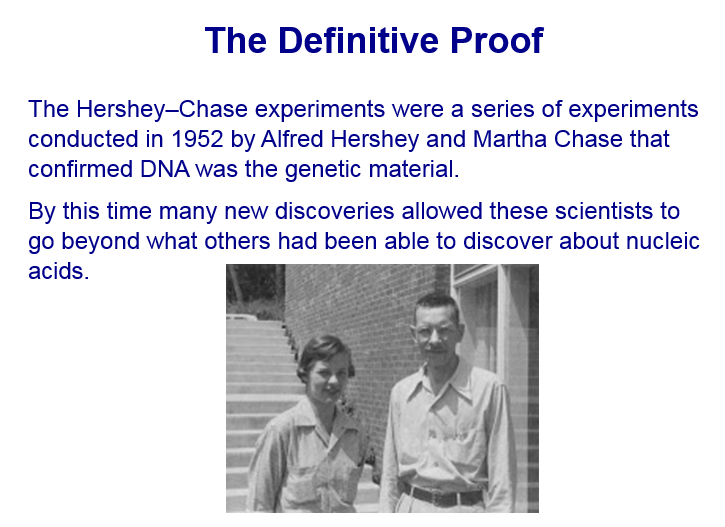 The Definitive Proof
The Hershey–Chase experiments were a series of experiments
conducted in 1952 by Alfred Hershey and Martha Chase that
confirmed DNA was the genetic material.
By this time many new discoveries allowed these scientists to
go beyond what others had been able to discover about nucleic
acids.